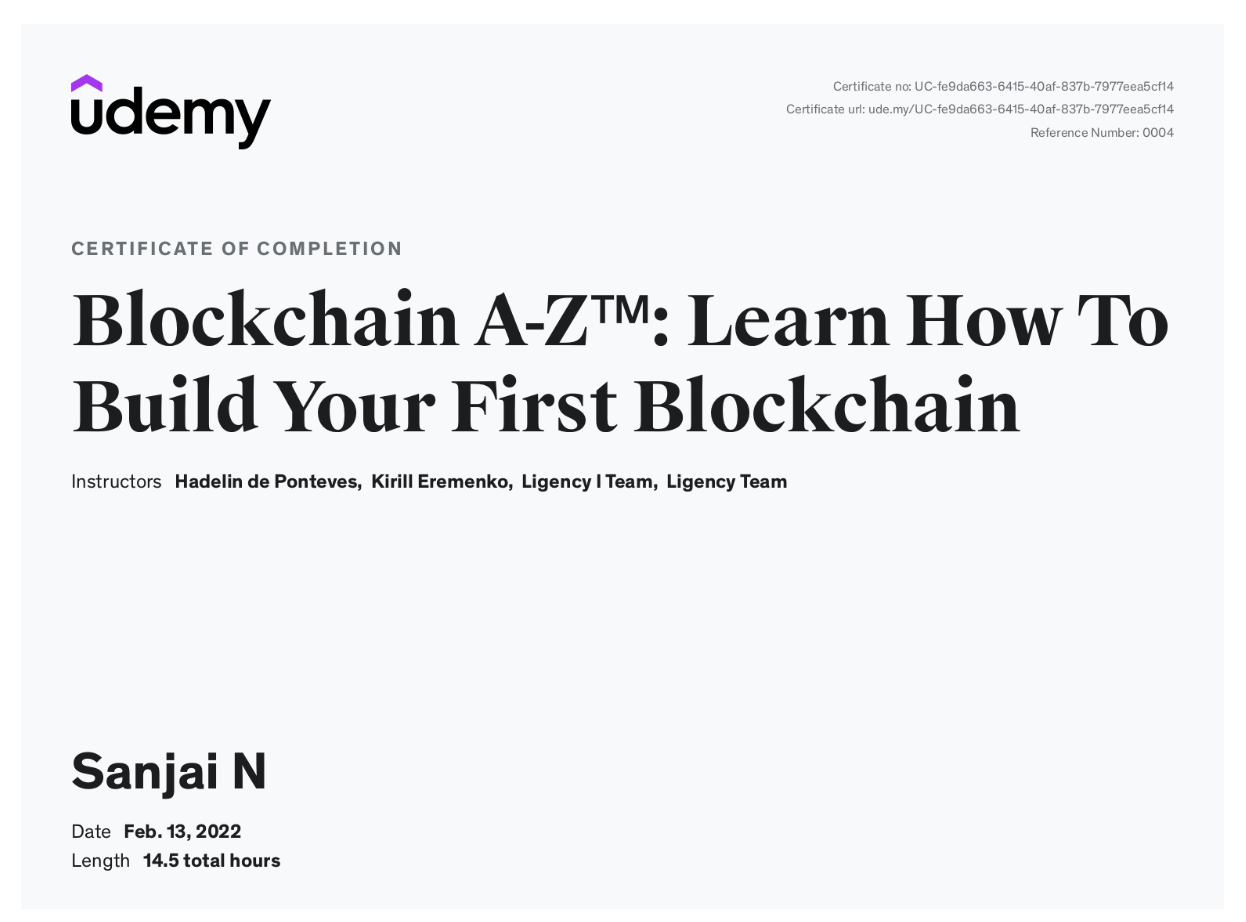 udemy
Certificate no: UC-fe9da663-6415-40af-837b-7977eea5cf14
Certificate url: ude.my/UC-fe9da663-6415-40af-837b-7977eea5cf14
Reference Number: 0004
CERTIFICATE OF COMPLETION
Blockchain A-Z™: Learn How To
Build Your First Blockchain
Instructors Hadelin de Ponteves, Kirill Eremenko, Ligency I Team, Ligency Team
Sanjai N
Date Feb. 13, 2022
Length 14.5 total hours